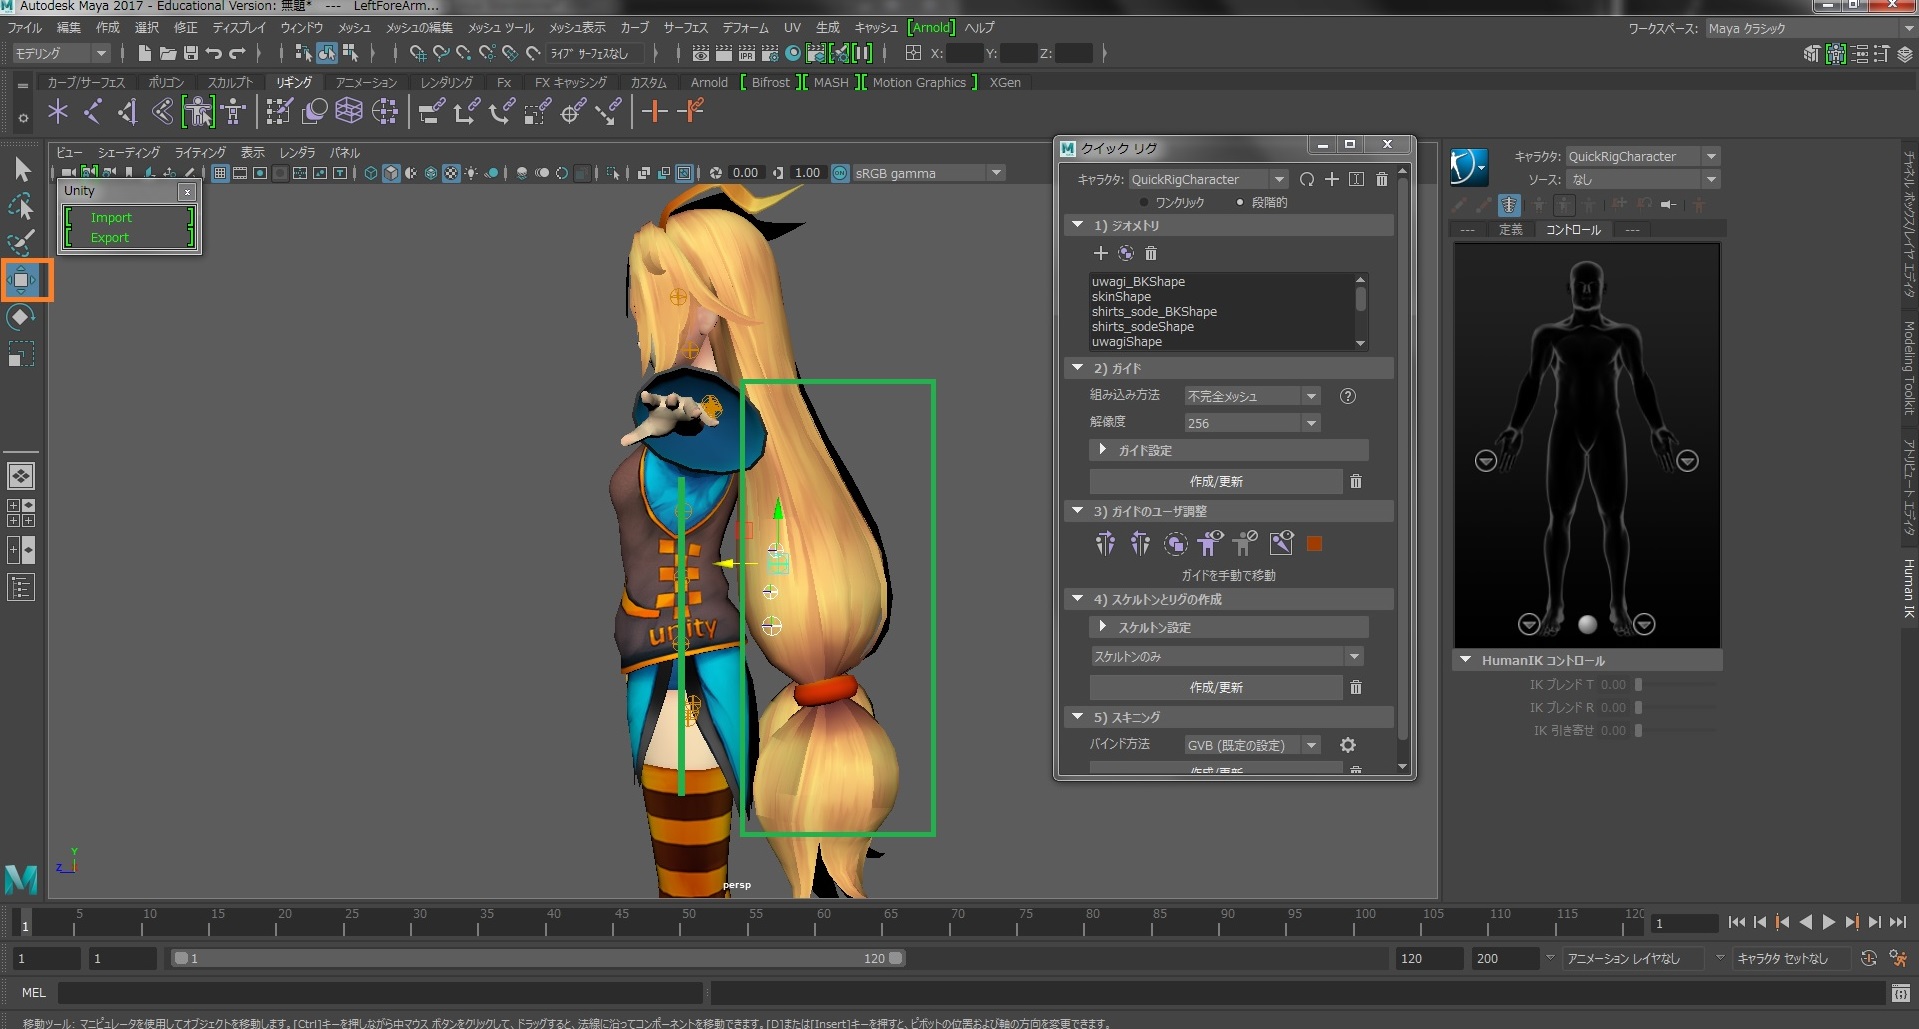 Autodesk Maya 2017 - Educational Version: 無題* --- LeftForeArm...
ファイル 編集 作成 選択 修正 ディスプレイ ウィンドウ メッシュ メッシュの編集 メッシュ ツール メッシュ表示 カーブ サーフェス デフォーム UV 生成 キャッシュ [Arnold] ヘルプ
ワークスペース: Maya クラシック
モデリング
ライブ サーフェスなし
X: Y: Z:
カーブ/サーフェス ポリゴン スカルプト リギング アニメーション レンダリング Fx FX キャッシング カスタム Arnold [ Bifrost ][ MASH ][ Motion Graphics ] XGen
ビュー シェーディング ライティング 表示 レンダラ パネル
IPR
0.00 1.00 ON sRGB gamma
Unity x
Import
Export
unity
persp
Y
Z
クイック リグ
キャラクタ: QuickRigCharacter
ワンクリック 段階的
1) ジオメトリ
uwagi_BKShape
skinShape
shirts_sode_BKShape
shirts_sodeShape
uwagiShape
2) ガイド
組み込み方法 不完全メッシュ
解像度 256
ガイド設定
作成/更新
3) ガイドのユーザ調整
ガイドを手動で移動
4) スケルトンとリグの作成
スケルトン設定
スケルトンのみ
作成/更新
5) スキニング
バインド方法 GVB (既定の設定)
作成/更新
キャラクタ: QuickRigCharacter
ソース: なし
--- 定義 コントロール ---
HumanIK コントロール
IK ブレンド T 0.00
IK ブレンド R 0.00
IK 引き寄せ 0.00
チャネル ボックス/レイヤ エディタ
Modeling Toolkit
アトリビュート エディタ
Human IK
1 5 10 15 20 25 30 35 40 45 50 55 60 65 70 75 80 85 90 95 100 105 110 115 120
1
1 1 1 120 120 200 アニメーション レイヤなし キャラクタ セットなし
MEL
移動ツール: マニピュレータを使用してオブジェクトを移動します。[Ctrl]キーを押しながら中マウス ボタンをクリックして、ドラッグすると、法線に沿ってコンポーネントを移動できます。[D]または[Insert]キーを押すと、ピボットの位置および軸の方向を変更できます。